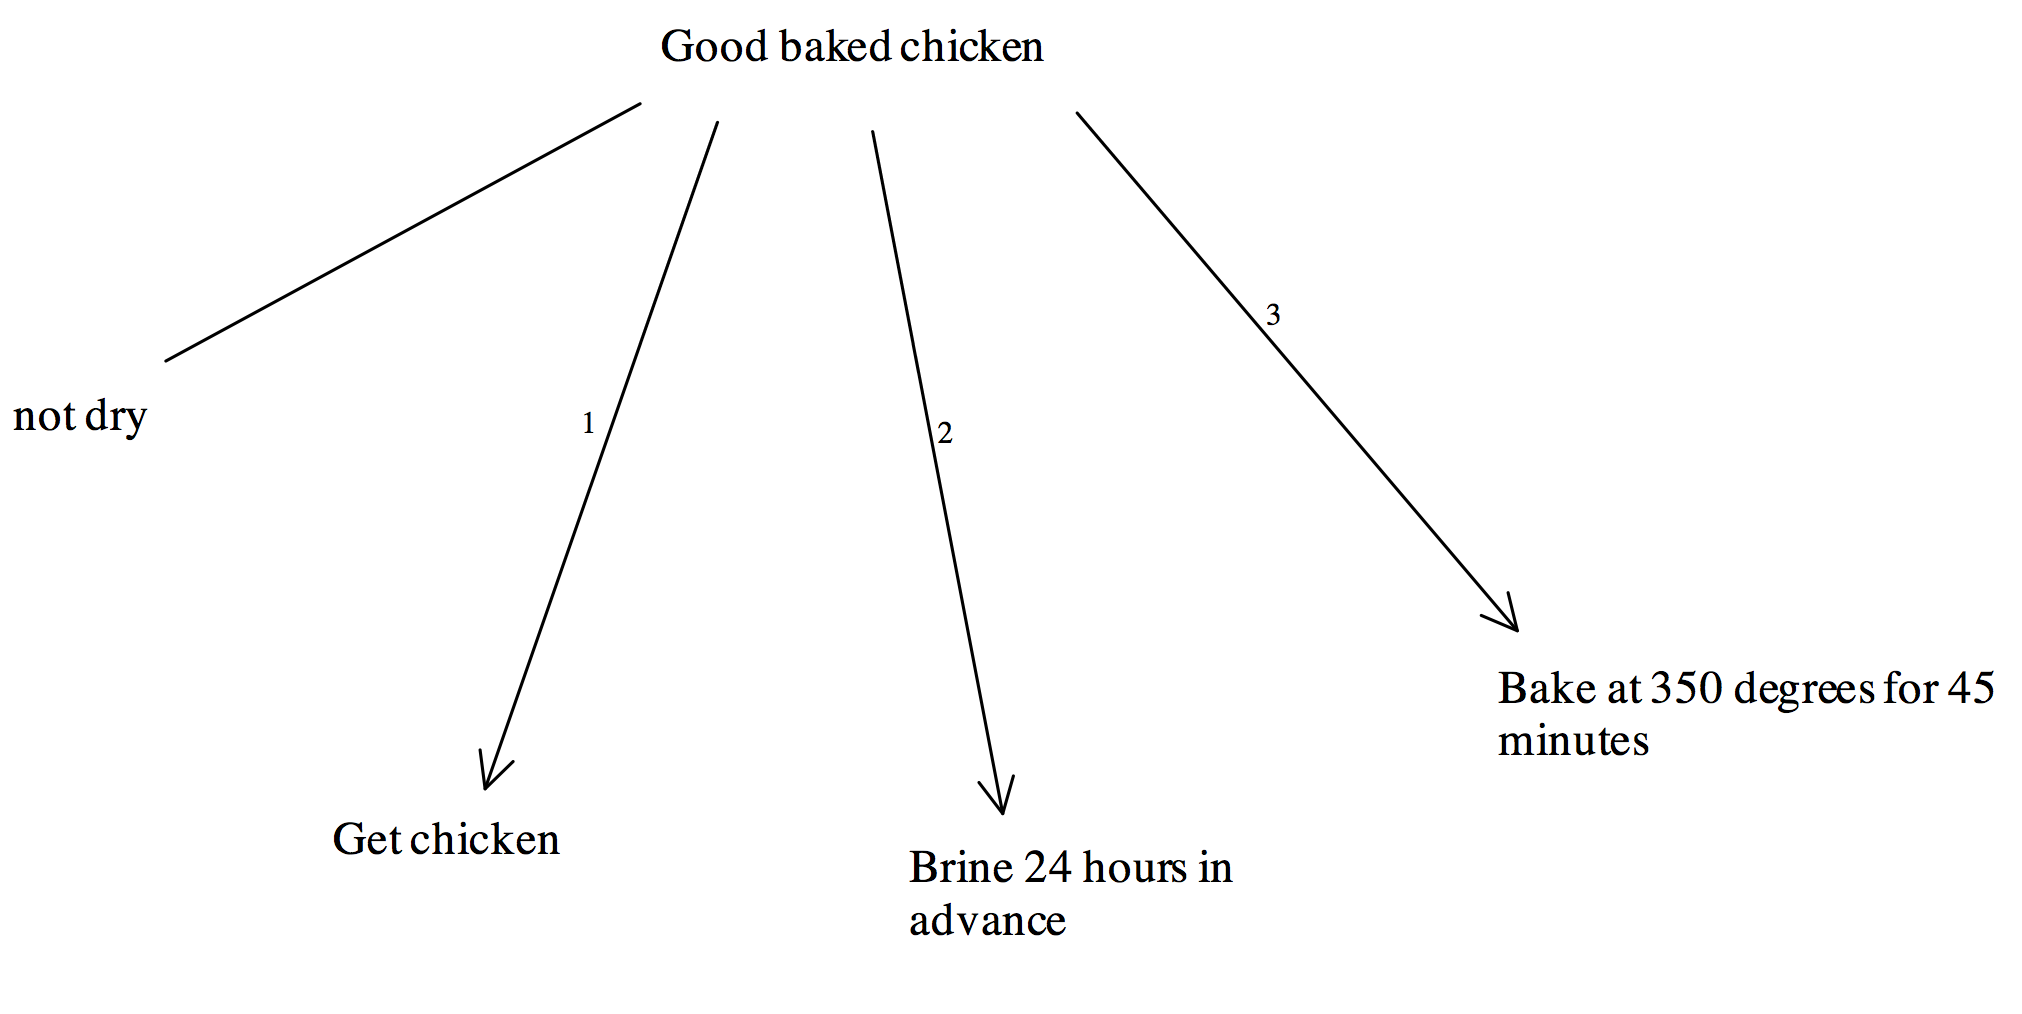 Good baked chicken
3
not dry
1
2
Bake at 350 degrees for 45
minutes
Get chicken
Brine 24 hours in
advance